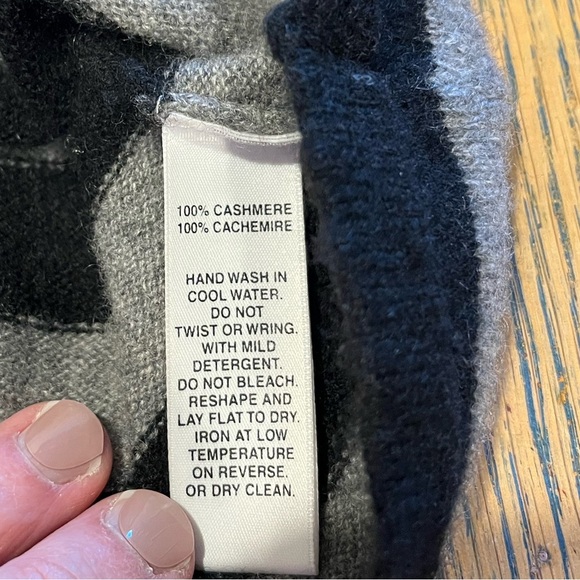 100% CASHMERE
100% CACHEMIRE
HAND WASH IN
COOL WATER.
DO NOT
TWIST OR WRING.
WITH MILD
DETERGENT.
DO NOT BLEACH.
RESHAPE AND
LAY FLAT TO DRY.
IRON AT LOW
TEMPERATURE
ON REVERSE.
OR DRY CLEAN.